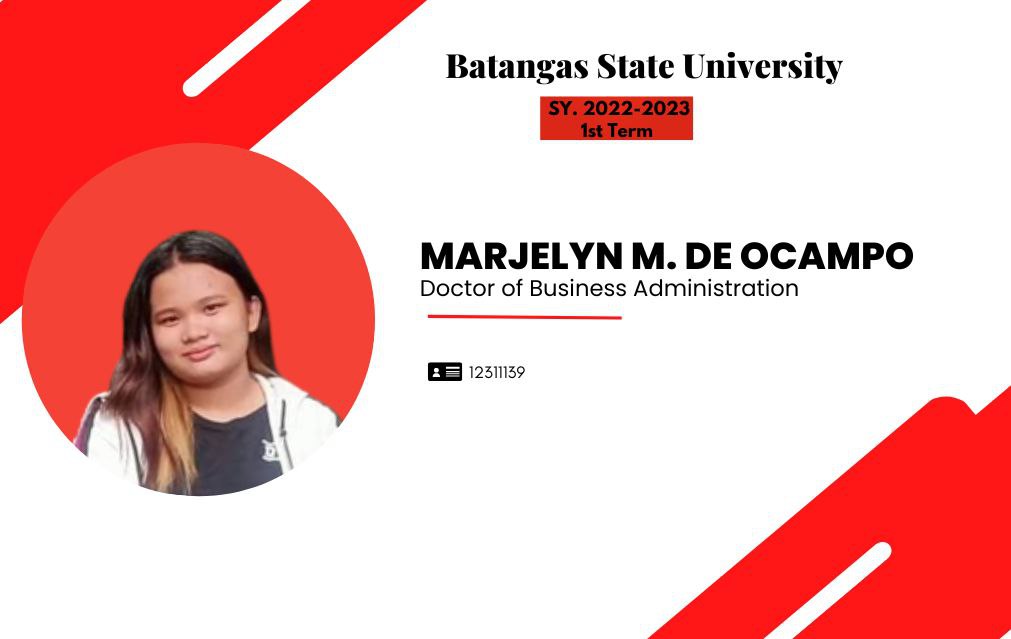 Batangas State University
SY. 2022-2023
1st Term
MARJELYN M. DE OCAMPO
Doctor of Business Administration
12311139